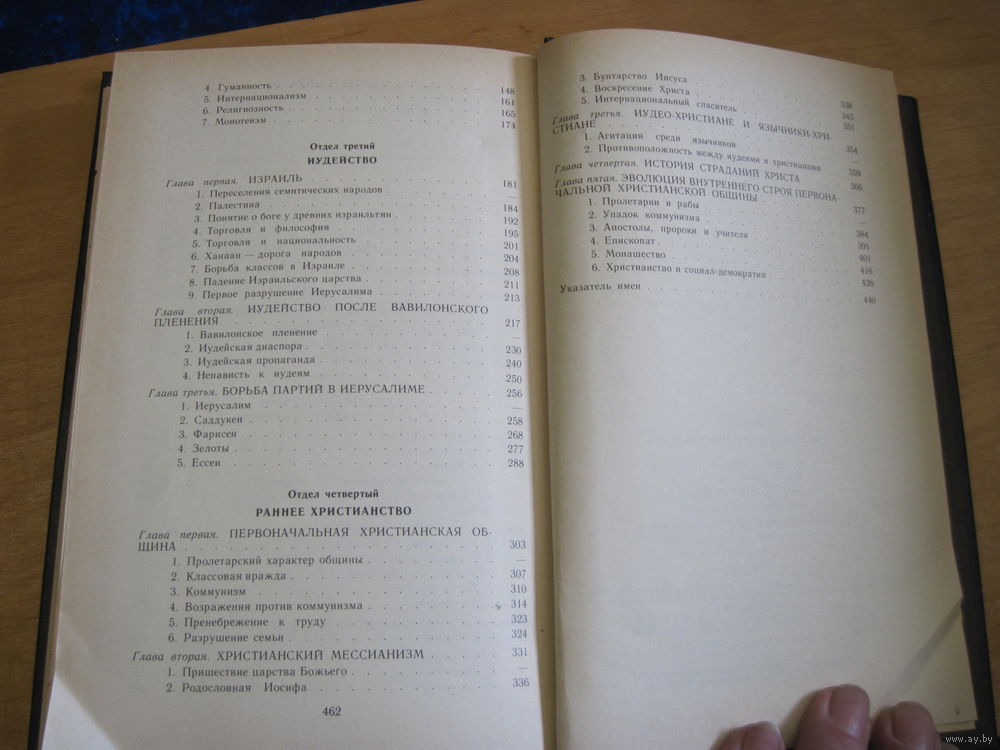 4. Гуманность 148
5. Интернационализм 161
6. Религиозность 165
7. Монотеизм 174
Отдел третий
ИУДЕЙСТВО
Глава первая. ИЗРАИЛЬ 181
1. Переселения семитических народов —
2. Палестина 184
3. Понятие о боге у древних израильтян 192
4. Торговля и философия 195
5. Торговля и национальность 201
6. Ханаан — дорога народов 204
7. Борьба классов в Израиле 208
8. Падение Израильского царства 211
9. Первое разрушение Иерусалима 213
Глава вторая. ИУДЕЙСТВО ПОСЛЕ ВАВИЛОНСКОГО
ПЛЕНЕНИЯ 217
1. Вавилонское пленение —
2. Иудейская диаспора 230
3. Иудейская пропаганда 240
4. Ненависть к иудеям 250
Глава третья. БОРЬБА ПАРТИЙ В ИЕРУСАЛИМЕ 256
1. Иерусалим —
2. Саддукеи 258
3. Фарисеи 268
4. Зелоты 277
5. Ессеи 288
Отдел четвертый
РАННЕЕ ХРИСТИАНСТВО
Глава первая. ПЕРВОНАЧАЛЬНАЯ ХРИСТИАНСКАЯ ОБ-
ЩИНА 303
1. Пролетарский характер общины —
2. Классовая вражда 307
3. Коммунизм 310
4. Возражения против коммунизма 314
5. Пренебрежение к труду 323
6. Разрушение семьи 324
Глава вторая. ХРИСТИАНСКИЙ МЕССИАНИЗМ 331
1. Пришествие царства Божьего —
2. Родословная Иосифа 336
462
3. Бунтарство Иисуса 338
4. Воскресение Христа 345
5. Интернациональный спаситель 351
Глава третья. ИУДЕО-ХРИСТИАНЕ И ЯЗЫЧНИКИ-ХРИ-
СТИАНЕ 354
1. Агитация среди язычников —
2. Противоположность между иудеями и христианами 359
Глава четвертая. ИСТОРИЯ СТРАДАНИЙ ХРИСТА 366
Глава пятая. ЭВОЛЮЦИЯ ВНУТРЕННЕГО СТРОЯ ПЕРВОНА-
ЧАЛЬНОЙ ХРИСТИАНСКОЙ ОБЩИНЫ 377
1. Пролетарии и рабы —
2. Упадок коммунизма 384
3. Апостолы, пророки и учителя 391
4. Епископат 401
5. Монашество 416
6. Христианство и социал-демократия 426
Указатель имен 440
www.ay.by